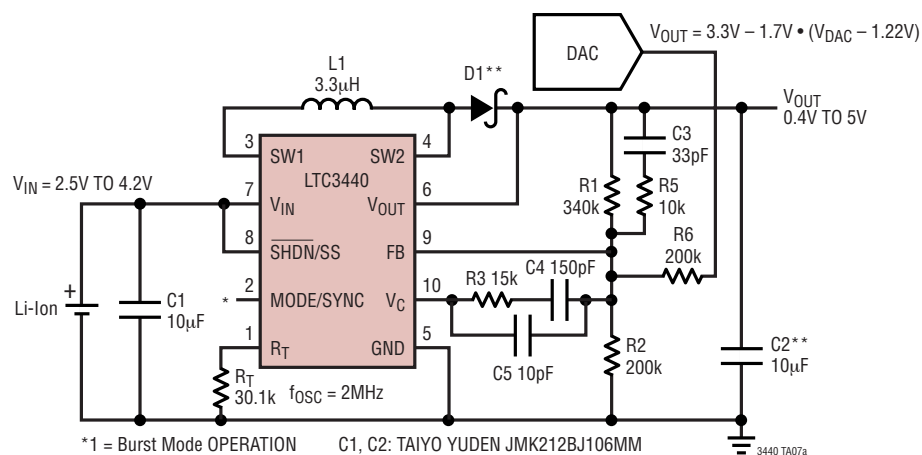 V_OUT = 3.3V – 1.7V • (V_DAC – 1.22V)
DAC
L1
3.3µH
D1**
V_OUT
0.4V TO 5V
3
SW1
4
SW2
LTC3440
V_IN = 2.5V TO 4.2V
7
V_IN
6
V_OUT
8
SHDN/SS
9
FB
2
MODE/SYNC
10
V_C
1
R_T
5
GND
*
Li-Ion
+
C1
10µF
R_T
30.1k
f_OSC = 2MHz
R3 15k
C4 150pF
C5 10pF
R1
340k
C3
33pF
R5
10k
R6
200k
R2
200k
C2**
10µF
*1 = Burst Mode OPERATION
C1, C2: TAIYO YUDEN JMK212BJ106MM
3440 TA07a